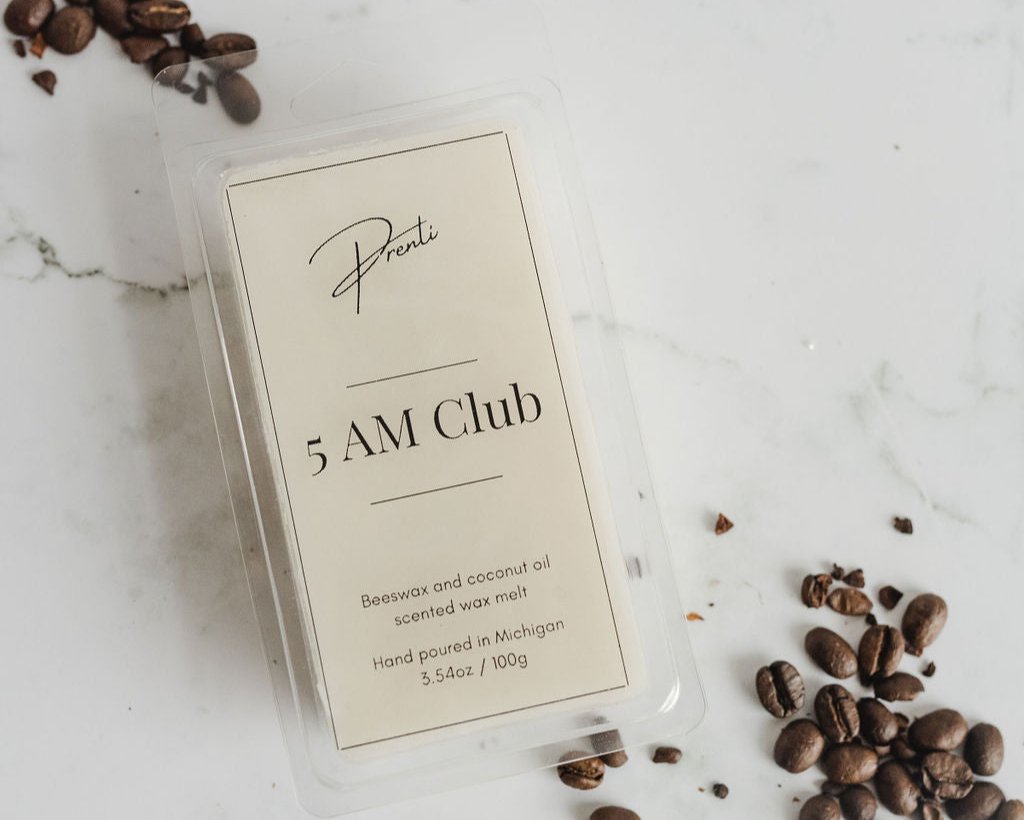 Prenti
5 AM Club
Beeswax and coconut oil
scented wax melt
Hand poured in Michigan
3.54oz / 100g